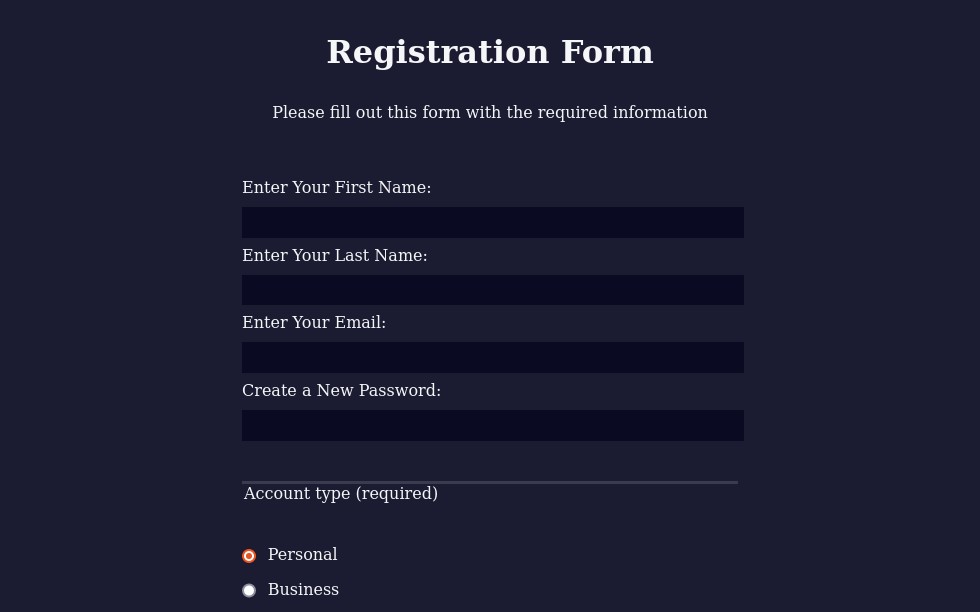 Registration Form
Please fill out this form with the required information
Enter Your First Name:
Enter Your Last Name:
Enter Your Email:
Create a New Password:
Account type (required)
Personal
Business